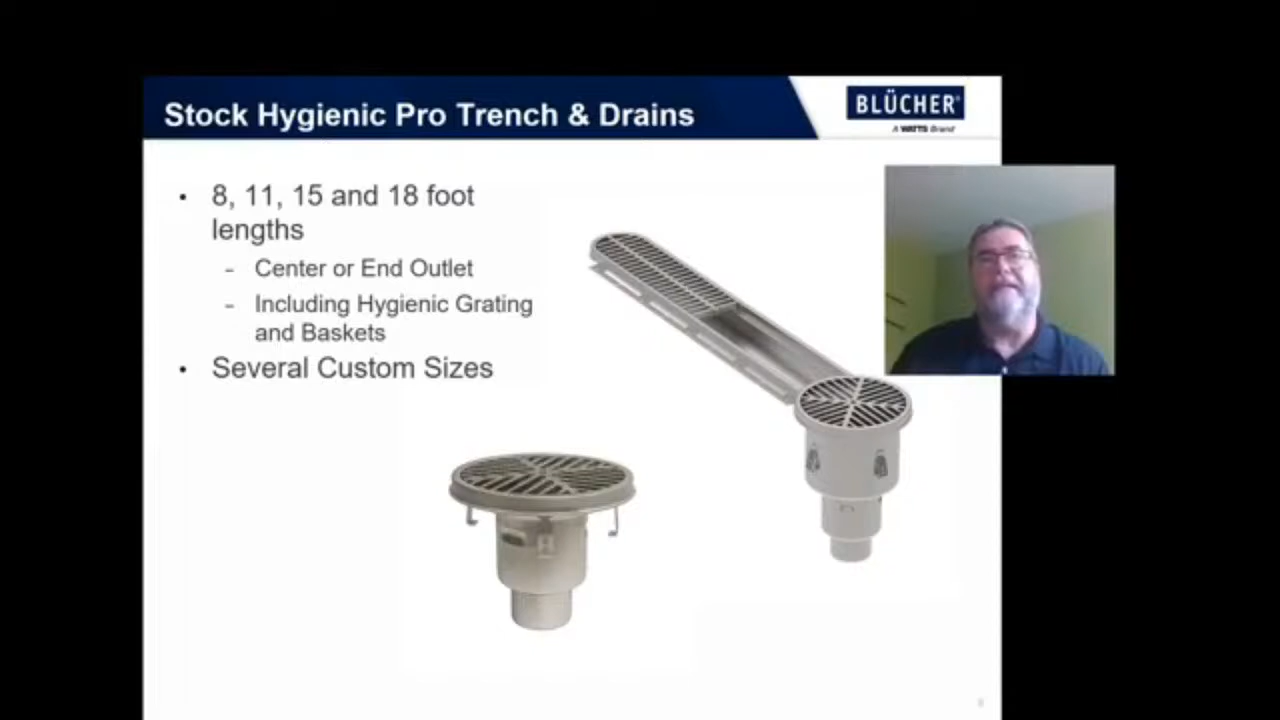 Stock Hygienic Pro Trench & Drains
BLÜCHER®
A WATTS Brand
• 8, 11, 15 and 18 foot
lengths
- Center or End Outlet
- Including Hygienic Grating
and Baskets
• Several Custom Sizes